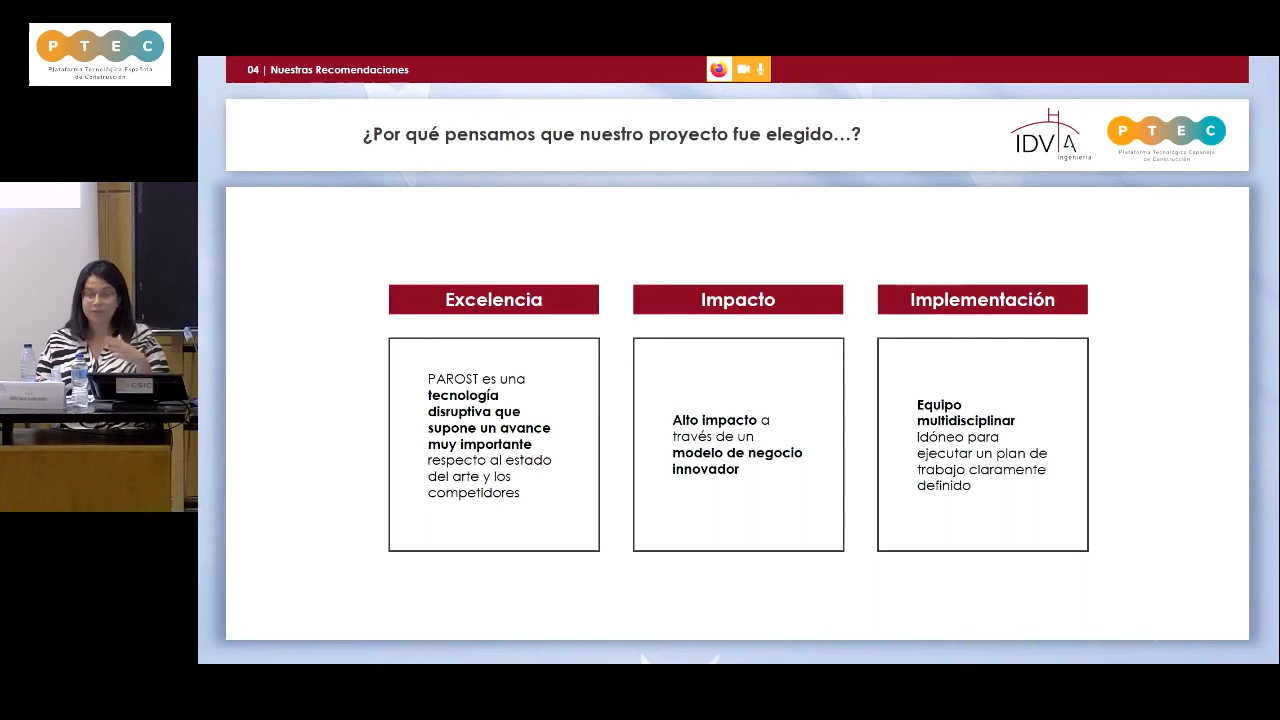 P T E C
Plataforma Tecnológica Española
de Construcción
04 | Nuestras Recomendaciones
¿Por qué pensamos que nuestro proyecto fue elegido…?
IDVIA
ingeniería
P T E C
Plataforma Tecnológica Española
de Construcción
Excelencia
PAROST es una
tecnología
disruptiva que
supone un avance
muy importante
respecto al estado
del arte y los
competidores
Impacto
Alto impacto a
través de un
modelo de negocio
innovador
Implementación
Equipo
multidisciplinar
Idóneo para
ejecutar un plan de
trabajo claramente
definido
CSIC